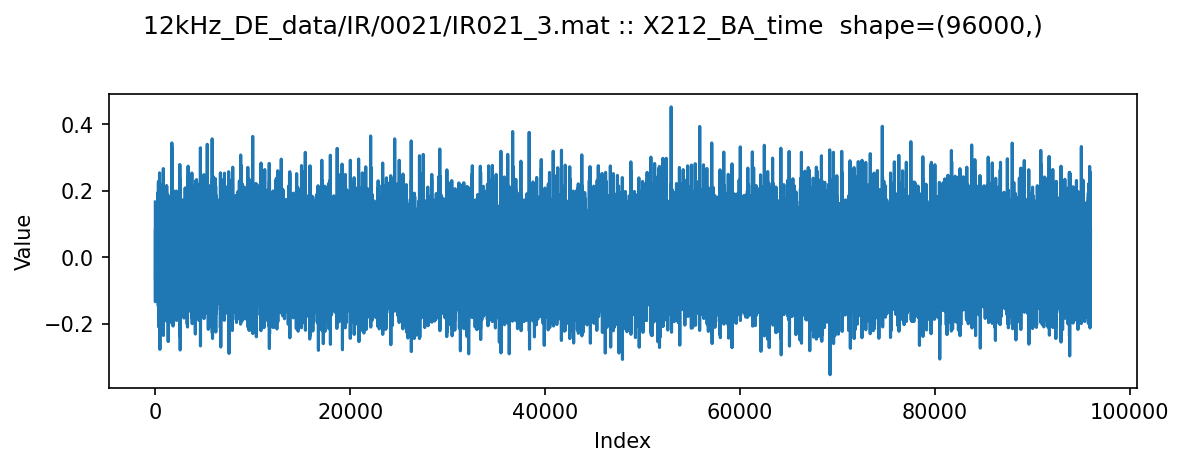 12kHz_DE_data/IR/0021/IR021_3.mat :: X212_BA_time  shape=(96000,)
0.4
0.2
0.0
−0.2
Value
0 20000 40000 60000 80000 100000
Index